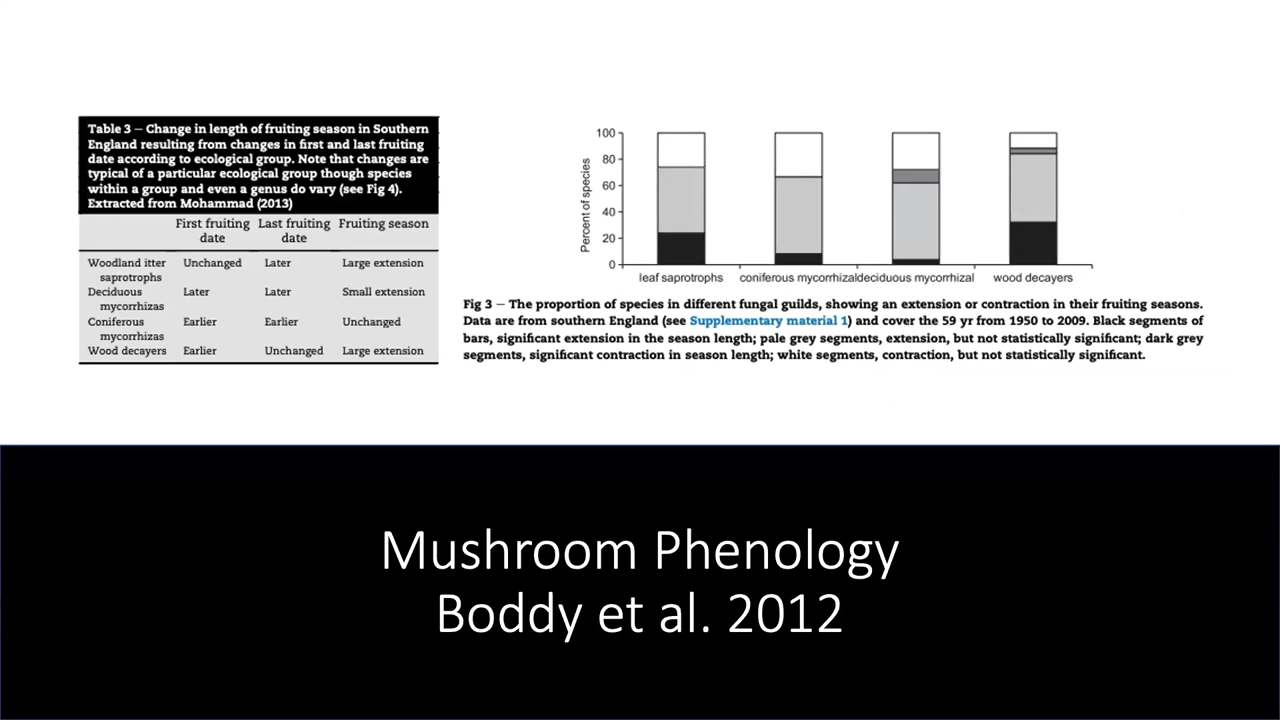 Table 3 – Change in length of fruiting season in Southern
England resulting from changes in first and last fruiting
date according to ecological group. Note that changes are
typical of a particular ecological group though species
within a group and even a genus do vary (see Fig 4).
Extracted from Mohammad (2013)
First fruiting date Last fruiting date Fruiting season
Woodland itter saprotrophs Unchanged Later Large extension
Deciduous mycorrhizas Later Later Small extension
Coniferous mycorrhizas Earlier Earlier Unchanged
Wood decayers Earlier Unchanged Large extension
Percent of species
100
80
60
40
20
0
leaf saprotrophs coniferous mycorrhizal deciduous mycorrhizal wood decayers
Fig 3 – The proportion of species in different fungal guilds, showing an extension or contraction in their fruiting seasons.
Data are from southern England (see Supplementary material 1) and cover the 59 yr from 1950 to 2009. Black segments of
bars, significant extension in the season length; pale grey segments, extension, but not statistically significant; dark grey
segments, significant contraction in season length; white segments, contraction, but not statistically significant.
Mushroom Phenology
Boddy et al. 2012